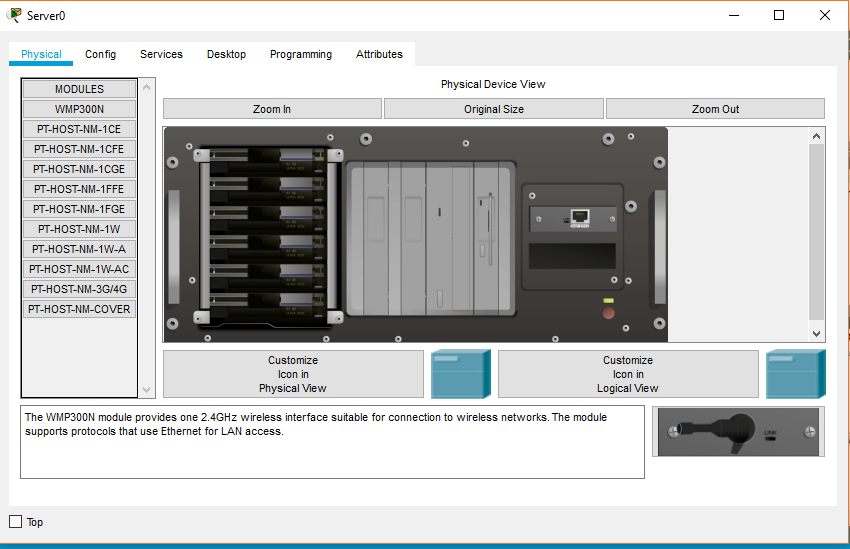 Server0
Physical Config Services Desktop Programming Attributes
MODULES
WMP300N
PT-HOST-NM-1CE
PT-HOST-NM-1CFE
PT-HOST-NM-1CGE
PT-HOST-NM-1FFE
PT-HOST-NM-1FGE
PT-HOST-NM-1W
PT-HOST-NM-1W-A
PT-HOST-NM-1W-AC
PT-HOST-NM-3G/4G
PT-HOST-NM-COVER
Physical Device View
Zoom In Original Size Zoom Out
Customize
Icon in
Physical View
Customize
Icon in
Logical View
The WMP300N module provides one 2.4GHz wireless interface suitable for connection to wireless networks. The module
supports protocols that use Ethernet for LAN access.
LINK
Top